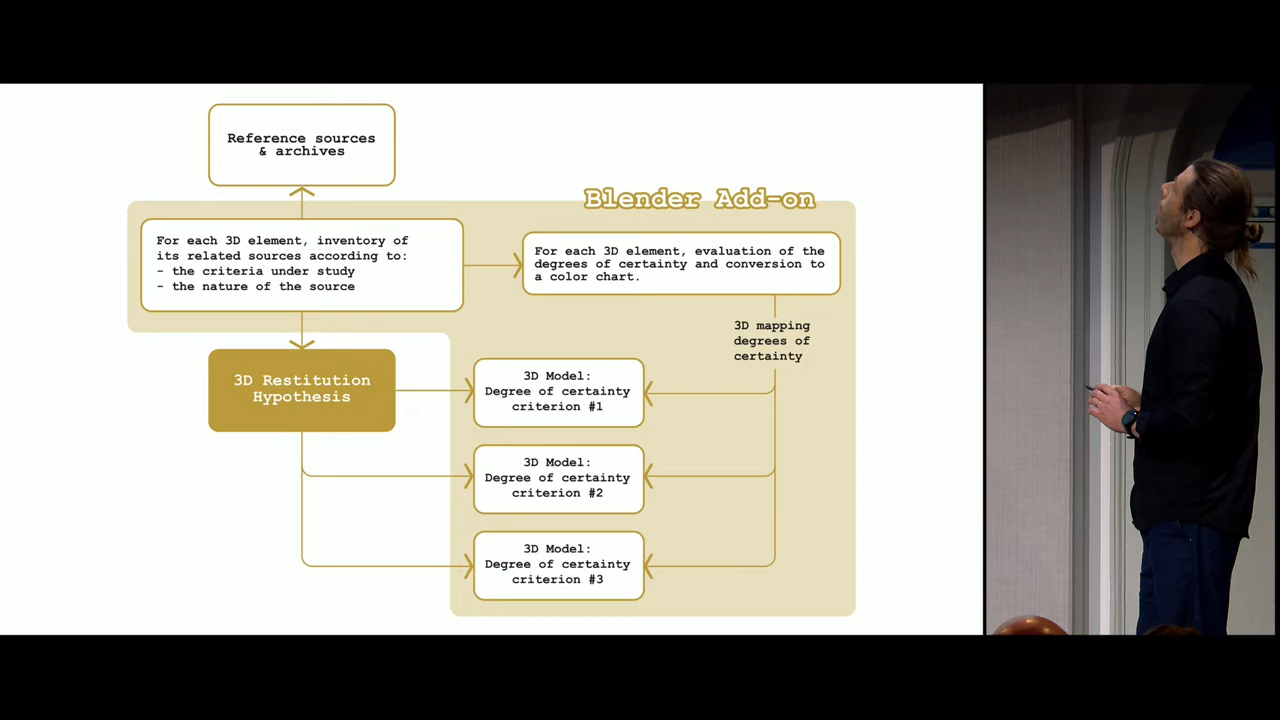 Reference sources
& archives
Blender Add-on
For each 3D element, inventory of
its related sources according to:
- the criteria under study
- the nature of the source
For each 3D element, evaluation of the
degrees of certainty and conversion to
a color chart.
3D mapping
degrees of
certainty
3D Restitution
Hypothesis
3D Model:
Degree of certainty
criterion #1
3D Model:
Degree of certainty
criterion #2
3D Model:
Degree of certainty
criterion #3